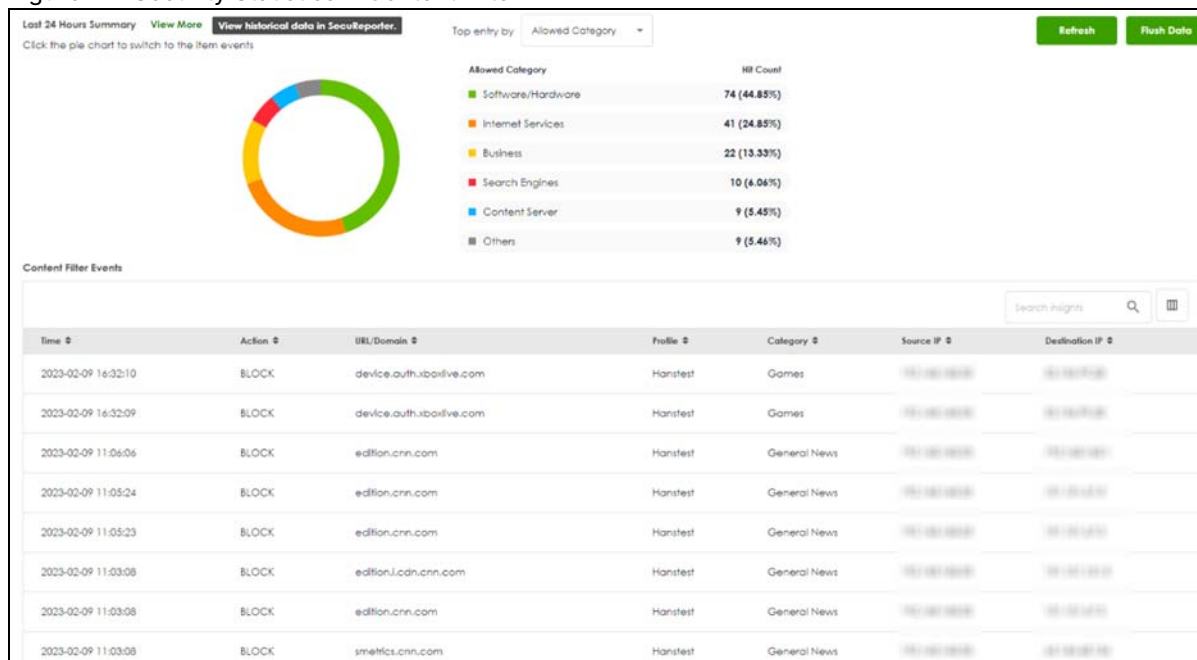 Last 24 Hours Summary View More View historical data in SecuReporter. Top entry by Allowed Category Refresh Flush Data
Click the pie chart to switch to the item events
Allowed Category Hit Count
Software/Hardware 74 (44.85%)
Internet Services 41 (24.85%)
Business 22 (13.33%)
Search Engines 10 (6.06%)
Content Server 9 (5.45%)
Others 9 (5.46%)
Content Filter Events
Search insights
Time Action URL/Domain Profile Category Source IP Destination IP
2023-02-09 16:32:10 BLOCK device.auth.xboxlive.com Hanstest Games
2023-02-09 16:32:09 BLOCK device.auth.xboxlive.com Hanstest Games
2023-02-09 11:06:06 BLOCK edition.cnn.com Hanstest General News
2023-02-09 11:05:24 BLOCK edition.cnn.com Hanstest General News
2023-02-09 11:05:23 BLOCK edition.cnn.com Hanstest General News
2023-02-09 11:03:08 BLOCK edition.i.cdn.cnn.com Hanstest General News
2023-02-09 11:03:08 BLOCK edition.cnn.com Hanstest General News
2023-02-09 11:03:08 BLOCK smetrics.cnn.com Hanstest General News